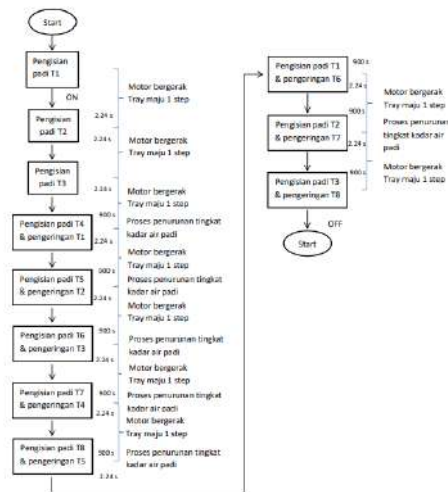 Start
Pengisian
padi T1
ON
2.24 s
Motor bergerak
Tray maju 1 step
Pengisian
padi T2
2.24 s
Motor bergerak
Tray maju 1 step
Pengisian
padi T3
Motor bergerak
Tray maju 1 step
Pengisian padi T4
& pengeringan T1
900 s
2.24 s
Proses penurunan tingkat
kadar air padi
Motor bergerak
Tray maju 1 step
Pengisian padi T5
& pengeringan T2
900 s
2.24 s
Proses penurunan tingkat
kadar air padi
Motor bergerak
Tray maju 1 step
Pengisian padi T6
& pengeringan T3
900 s
2.24 s
Proses penurunan tingkat
kadar air padi
Motor bergerak
Tray maju 1 step
Pengisian padi T7
& pengeringan T4
900 s
2.24 s
Proses penurunan tingkat
kadar air padi
Motor bergerak
Tray maju 1 step
Pengisian padi T8
& pengeringan T5
900 s
2.24 s
Proses penurunan tingkat
kadar air padi
Pengisian padi T1
& pengeringan T6
900 s
2.24 s
Motor bergerak
Tray maju 1 step
Pengisian padi T2
& pengeringan T7
900 s
2.24 s
Proses penurunan
tingkat kadar air
padi
Motor bergerak
Tray maju 1 step
Pengisian padi T3
& pengeringan T8
900 s
OFF
Start